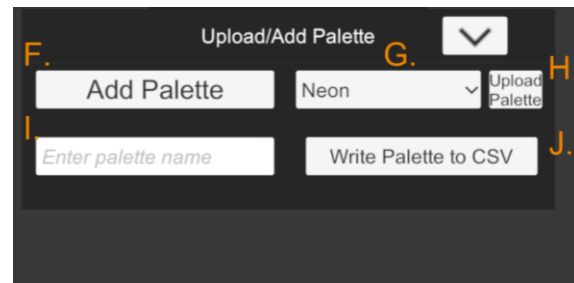 Upload/Add Palette
F.
G.
H
Add Palette
Neon
Upload
Palette
I.
J.
Enter palette name
Write Palette to CSV